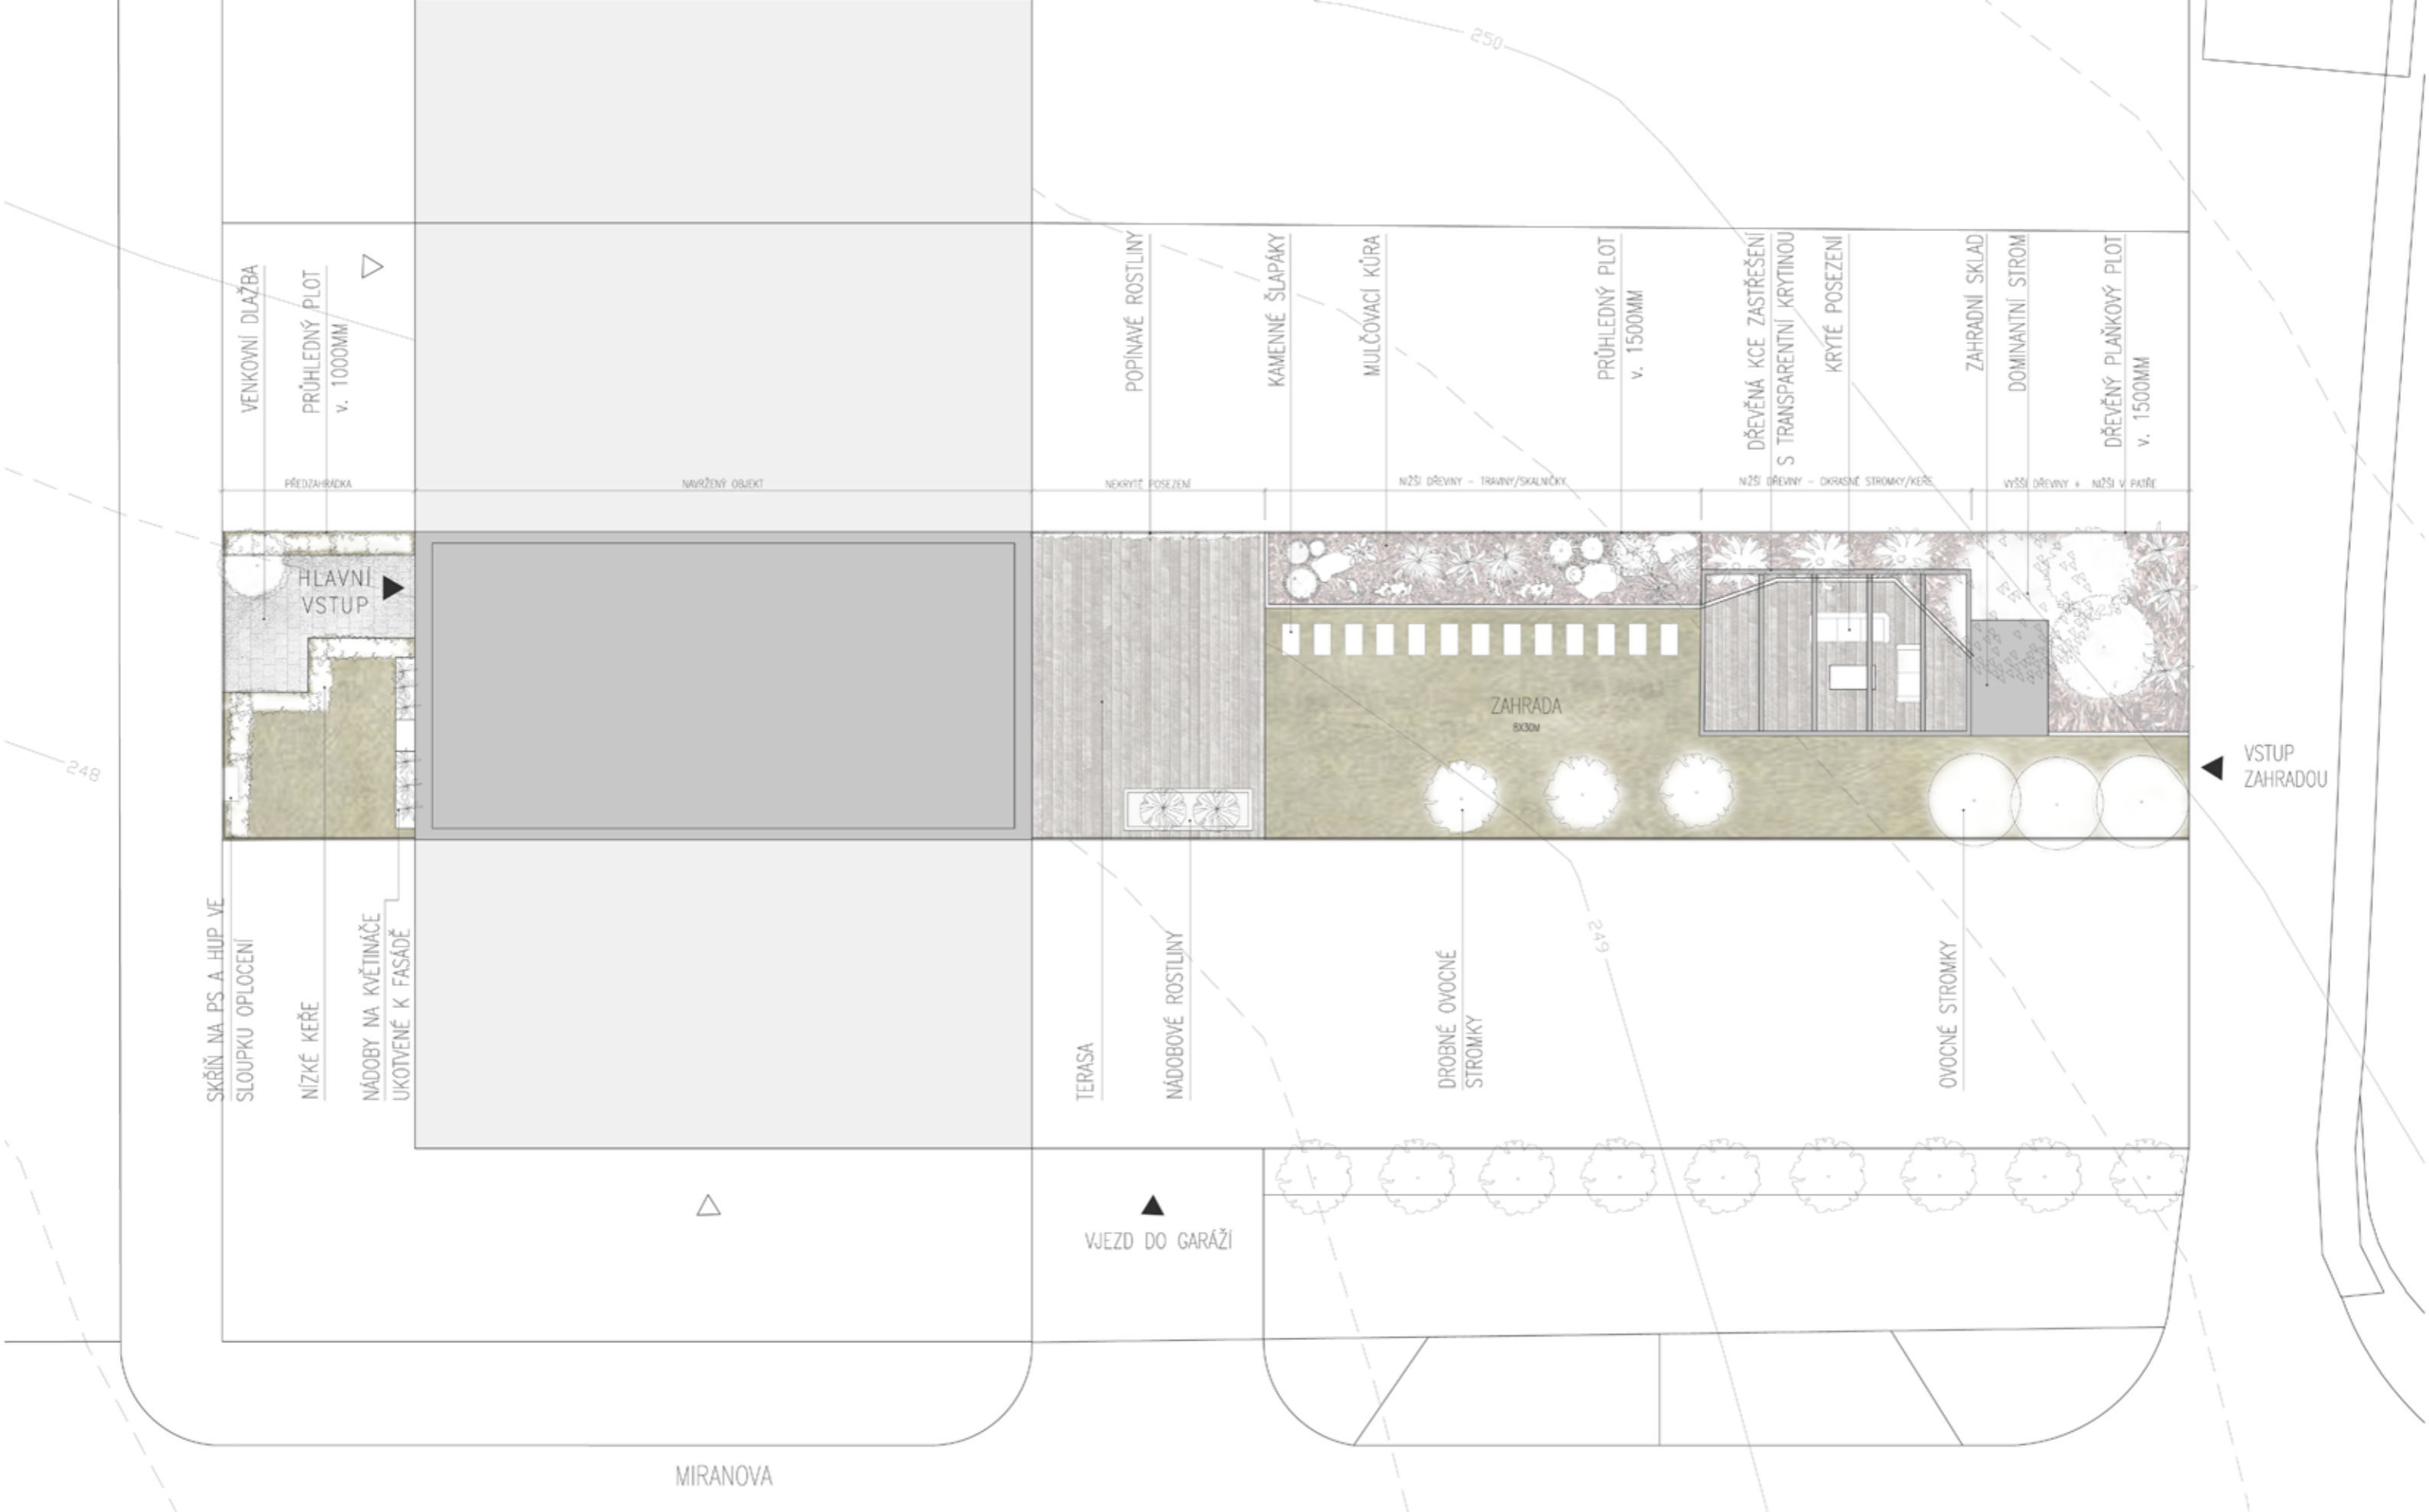 250
VENKOVNÍ DLAŽBA
PRŮHLEDNÝ PLOT
v. 1000MM
POPÍNAVÉ ROSTLINY
KAMENNÉ ŠLAPÁKY
MULČOVACÍ KŮRA
PRŮHLEDNÝ PLOT
v. 1500MM
DŘEVĚNÁ KCE ZASTŘEŠENÍ
S TRANSPARENTNÍ KRYTINOU
KRYTÉ POSEZENÍ
ZAHRADNÍ SKLAD
DOMINANTNÍ STROM
DŘEVĚNÝ PLAŇKOVÝ PLOT
v. 1500MM
PŘEDZAHRÁDKA
NAVRŽENÝ OBJEKT
NEKRYTÉ POSEZENÍ
NIŽŠÍ DŘEVINY – TRAVINY/SKALNIČKY
NIŽŠÍ DŘEVINY – OKRASNÉ STROMKY/KEŘE
VYŠŠÍ DŘEVINY + NIŽŠÍ V PATŘE
HLAVNÍ
VSTUP
ZAHRADA
8X30M
VSTUP
ZAHRADOU
248
249
SKŘÍŇ NA PS A HUP VE
SLOUPKU OPLOCENÍ
NÍZKÉ KEŘE
NÁDOBY NA KVĚTINÁČE
UKOTVENÉ K FASÁDĚ
TERASA
NÁDOBOVÉ ROSTLINY
DROBNÉ OVOCNÉ
STROMKY
OVOCNÉ STROMKY
VJEZD DO GARÁŽÍ
MIRANOVA